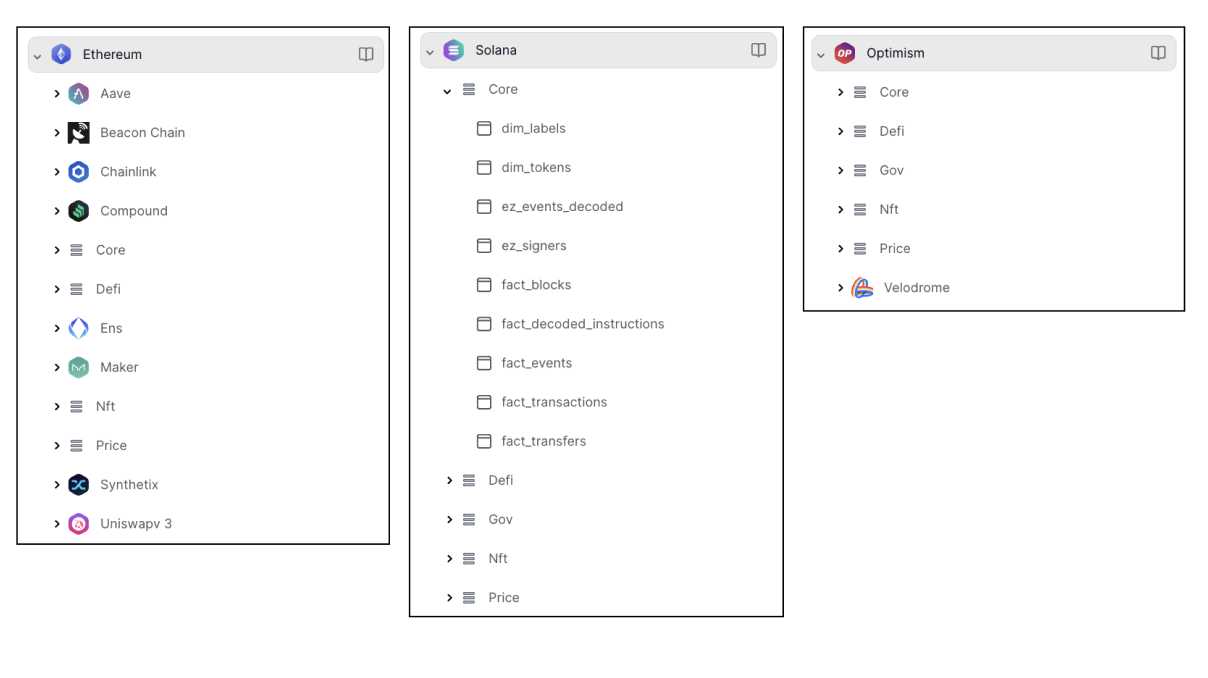 Ethereum
Aave
Beacon Chain
Chainlink
Compound
Core
Defi
Ens
Maker
Nft
Price
Synthetix
Uniswapv 3
Solana
Core
dim_labels
dim_tokens
ez_events_decoded
ez_signers
fact_blocks
fact_decoded_instructions
fact_events
fact_transactions
fact_transfers
Defi
Gov
Nft
Price
OP Optimism
Core
Defi
Gov
Nft
Price
Velodrome